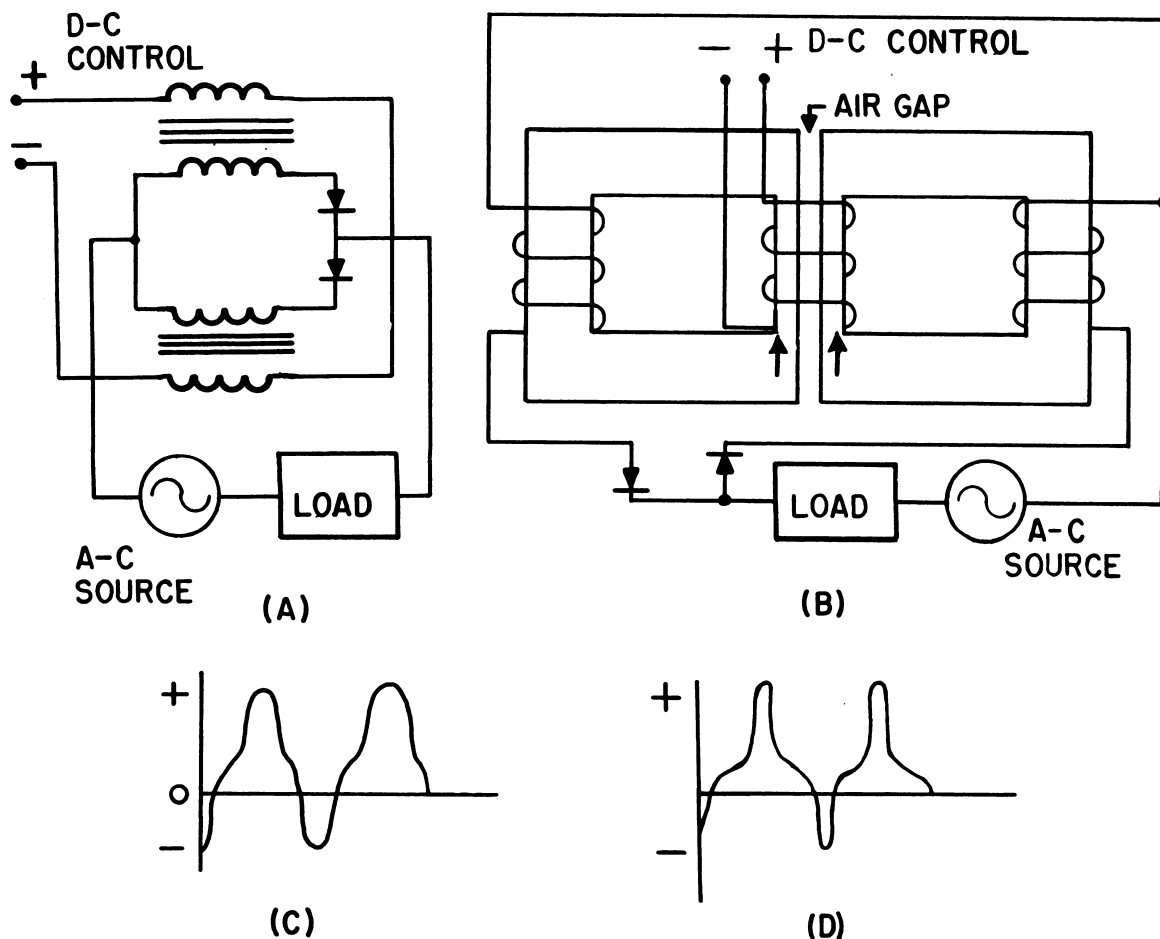 D-C
CONTROL
+
−
LOAD
A-C
SOURCE
(A)
− + D-C CONTROL
AIR GAP
LOAD
A-C
SOURCE
(B)
+
O
−
(C)
+
−
(D)